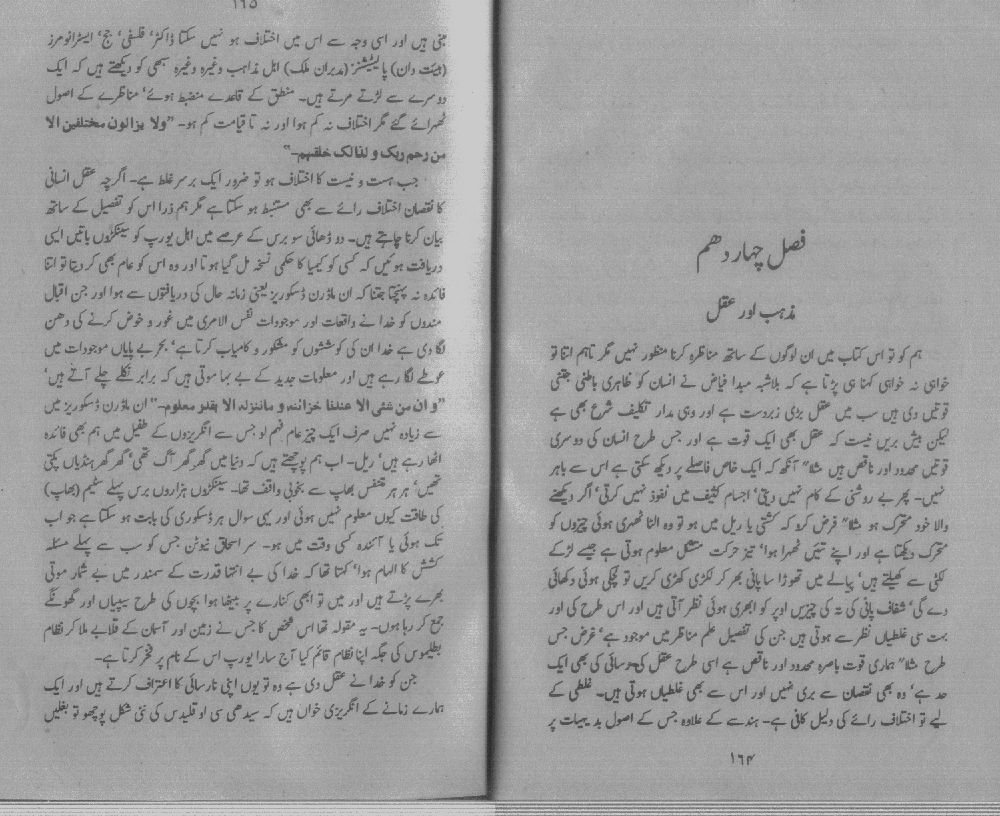 فصل چہار دھم
مذہب اور عقل
ہم کو تو اس کتاب میں ان لوگوں کے ساتھ مناظرہ کرنا منظور نہیں مگر تاہم اتنا تو
خواہی نہ خواہی کہنا ہی پڑتا ہے کہ بلاشبہ مبدا فیاض نے انسان کو ظاہری باطنی جتنی
قوتیں دی ہیں سب میں عقل بڑی زبردست ہے اور وہی مدار تکلیف شرع بھی ہے
لیکن بیش بریں نیست کہ عقل بھی ایک قوت ہے اور جس طرح انسان کی دوسری
قوتیں محدود اور ناقص ہیں مثلاً آنکھ کہ ایک خاص فاصلے پر دیکھ سکتی ہے اس سے باہر
نہیں۔ پھر بے روشنی کے کام نہیں دیتی‘ اجسام کثیف میں نفوذ نہیں کرتی‘ اگر دیکھنے
والا خود متحرک ہو مثلاً فرض کرو کہ کشتی یا ریل میں ہو تو وہ الٹا ٹھہری ہوئی چیزوں کو
متحرک دیکھتا ہے اور اپنے تئیں ٹھہرا ہوا‘ تیز حرکت متشکل معلوم ہوتی ہے جیسے لڑکے
لکٹی سے کھیلتے ہیں‘ پیالے میں تھوڑا سا پانی بھر کر لکڑی کھڑی کریں تو لچکی ہوئی دکھائی
دے گی‘ شفاف پانی کی تہ کی چیزیں اوپر کو ابھری ہوئی نظر آتی ہیں اور اس طرح کی اور
بہت سی غلطیاں نظر سے ہوتی ہیں جن کی تفصیل علم مناظر میں موجود ہے‘ غرض جس
طرح مثلاً ہماری قوت باصرہ محدود اور ناقص ہے اسی طرح عقل کی رسائی کی بھی ایک
حد ہے‘ وہ بھی نقصان سے بری نہیں اور اس سے بھی غلطیاں ہوتی ہیں۔ غلطی کے
لیے تو اختلاف رائے کی دلیل کافی ہے۔ ہندسے کے علاوہ جس کے اصول بدیہات پر
۱۶۴
۱۶۵
مبنی ہیں اور اسی وجہ سے اس میں اختلاف ہو نہیں سکتا ڈاکٹر‘ فلسفی‘ جج‘ ایسٹرانومرز
(ہیئت دان) پالیٹیشنز (مدبران ملک) اہل مذاہب وغیرہ وغیرہ سبھی کو دیکھتے ہیں کہ ایک
دوسرے سے لڑتے مرتے ہیں۔ منطق کے قاعدے منضبط ہوئے‘ مناظرے کے اصول
ٹھہرائے گئے مگر اختلاف نہ کم ہوا اور نہ تا قیامت کم ہو۔ ”ولا یزالون مختلفین الا
من رحم ربک و لذالک خلقہم۔“
جب ہست و نیست کا اختلاف ہو تو ضرور ایک برسر غلط ہے۔ اگرچہ عقل انسانی
کا نقصان اختلاف رائے سے بھی مستنبط ہو سکتا ہے مگر ہم ذرا اس کو تفصیل کے ساتھ
بیان کرنا چاہتے ہیں۔ دو ڈھائی سو برس کے عرصے میں اہل یورپ کو سینکڑوں باتیں ایسی
دریافت ہوئیں کہ کسی کو کیمیا کا حکمی نسخہ مل گیا ہوتا اور وہ اس کو عام بھی کر دیتا تو اتنا
فائدہ نہ پہنچتا جتنا کہ ان ماڈرن ڈسکوریز یعنی زمانہ حال کی دریافتوں سے ہوا اور جن اقبال
مندوں کو خدا نے واقعات اور موجودات نفس الامری میں غور و خوض کرنے کی دھن
لگا دی ہے خدا ان کی کوششوں کو مشکور و کامیاب کرتا ہے‘ بحر بے پایاں موجودات میں
غوطے لگا رہے ہیں اور معلومات جدید کے بے بہا موتی ہیں کہ برابر نکلے چلے آتے ہیں‘
”و ان من شئی الا عندنا خزائنہ و ماننزلہ الا بقدر معلوم۔“ ان ماڈرن ڈسکوریز میں
سے زیادہ نہیں صرف ایک چیز عام فہم لو جس سے انگریزوں کے طفیل میں ہم بھی فائدہ
اٹھا رہے ہیں‘ ریل۔ اب ہم پوچھتے ہیں کہ دنیا میں گھر گھر آگ تھی‘ گھر گھر ہنڈیاں پکتی
تھیں‘ ہر ہر متنفس بھاپ سے بخوبی واقف تھا۔ سینکڑوں ہزاروں برس پہلے سٹیم (بھاپ)
کی طاقت کیوں معلوم نہیں ہوئی اور یہی سوال ہر ڈسکوری کی بابت ہو سکتا ہے جو اب
تک ہوئی یا آئندہ کسی وقت میں ہو۔ سر اسحاق نیوٹن جس کو سب سے پہلے مسئلہ
کشش کا الہام ہوا‘ کہتا تھا کہ خدا کی بے انتہا قدرت کے سمندر میں بے شمار موتی
بھرے پڑتے ہیں اور میں تو ابھی کنارے پر بیٹھا ہوا بچوں کی طرح سیپیاں اور گھونگے
جمع کر رہا ہوں۔ یہ مقولہ تھا اس شخص کا جس نے زمین اور آسمان کے قلابے ملا کر نظام
بطلیموس کی جگہ اپنا نظام قائم کیا آج سارا یورپ اس کے نام پر فخر کرتا ہے۔
جن کو خدا نے عقل دی ہے وہ تو یوں اپنی نارسائی کا اعتراف کرتے ہیں اور ایک
ہمارے زمانے کے انگریزی خواں ہیں کہ سیدھی سی اوقلیدس کی نئی شکل پوچھو تو بغلیں